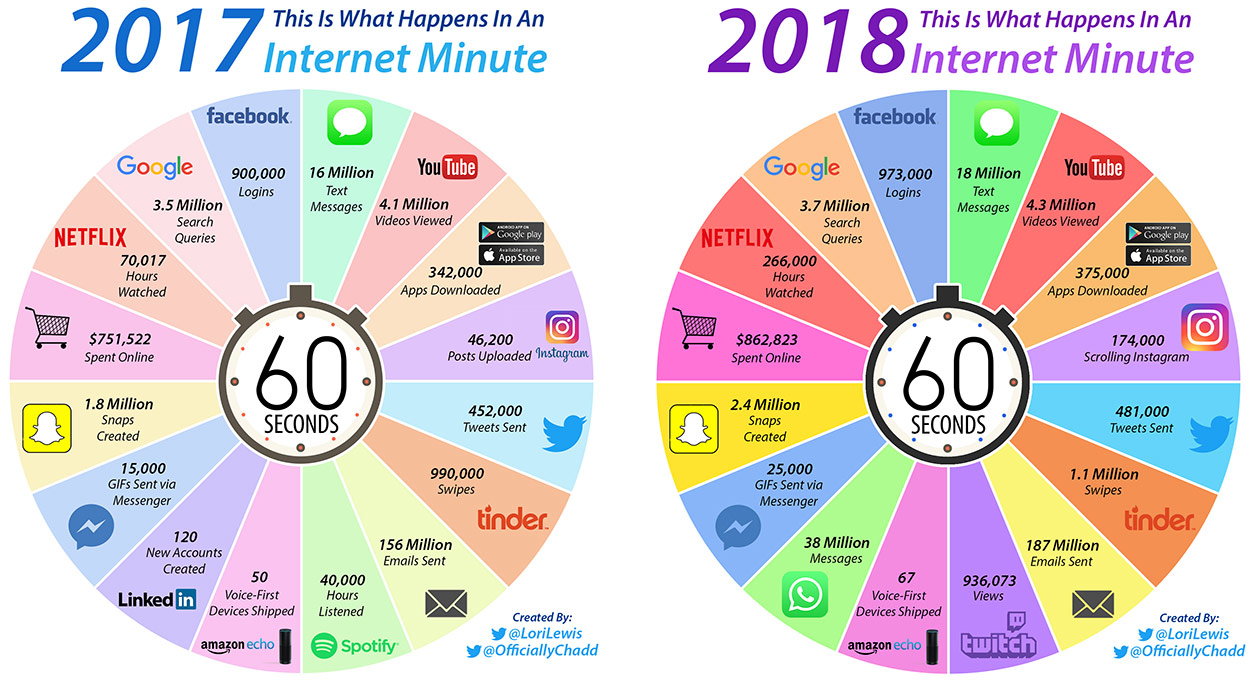 2017 This Is What Happens In An
Internet Minute
facebook
900,000
Logins
16 Million
Text
Messages
YouTube
4.1 Million
Videos Viewed
ANDROID APP ON
Google play
Available on the
App Store
342,000
Apps Downloaded
46,200
Posts Uploaded
Instagram
452,000
Tweets Sent
990,000
Swipes
tinder
156 Million
Emails Sent
40,000
Hours
Listened
Spotify
50
Voice-First
Devices Shipped
amazon echo
120
New Accounts
Created
Linked in
15,000
GIFs Sent via
Messenger
1.8 Million
Snaps
Created
$751,522
Spent Online
NETFLIX
70,017
Hours
Watched
Google
3.5 Million
Search
Queries
60
SECONDS
Created By:
@LoriLewis
@OfficiallyChadd
2018 This Is What Happens In An
Internet Minute
facebook
973,000
Logins
18 Million
Text
Messages
YouTube
4.3 Million
Videos Viewed
ANDROID APP ON
Google play
Available on the
App Store
375,000
Apps Downloaded
174,000
Scrolling Instagram
481,000
Tweets Sent
1.1 Million
Swipes
tinder
187 Million
Emails Sent
936,073
Views
twitch
67
Voice-First
Devices Shipped
amazon echo
38 Million
Messages
25,000
GIFs Sent via
Messenger
2.4 Million
Snaps
Created
$862,823
Spent Online
NETFLIX
266,000
Hours
Watched
Google
3.7 Million
Search
Queries
60
SECONDS
Created By:
@LoriLewis
@OfficiallyChadd